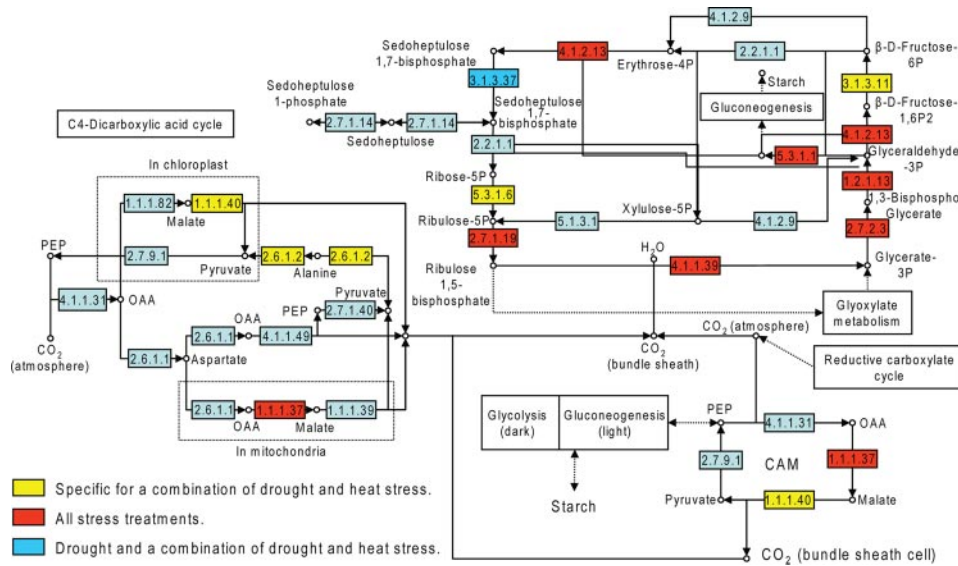 4.1.2.9
Sedoheptulose
1,7-bisphosphate
4.1.2.13
Erythrose-4P
2.2.1.1
β-D-Fructose-
6P
3.1.3.37
Starch
3.1.3.11
Sedoheptulose
1-phosphate
Sedoheptulose
1,7-
bisphosphate
Gluconeogenesis
β-D-Fructose-
1,6P2
C4-Dicarboxylic acid cycle
2.7.1.14
2.7.1.14
Sedoheptulose
4.1.2.13
2.2.1.1
5.3.1.1
Glyceraldehyde
-3P
In chloroplast
Ribose-5P
1.2.1.13
1.1.1.82
1.1.1.40
Malate
5.3.1.6
Xylulose-5P
1,3-Bisphospho
Glycerate
Ribulose-5P
5.1.3.1
4.1.2.9
2.7.2.3
PEP
2.7.9.1
Pyruvate
2.6.1.2
Alanine
2.6.1.2
2.7.1.19
H2O
4.1.1.39
Glycerate-
3P
Ribulose
1,5-
bisphosphate
4.1.1.31
OAA
PEP
Pyruvate
2.7.1.40
Glyoxylate
metabolism
CO2
(atmosphere)
2.6.1.1
Aspartate
2.6.1.1
OAA
4.1.1.49
CO2
(bundle sheath)
CO2 (atmosphere)
Reductive carboxylate
cycle
2.6.1.1
OAA
1.1.1.37
Malate
1.1.1.39
In mitochondria
Glycolysis
(dark)
Gluconeogenesis
(light)
PEP
4.1.1.31
OAA
2.7.9.1
CAM
1.1.1.37
Starch
Pyruvate
1.1.1.40
Malate
CO2 (bundle sheath cell)
Specific for a combination of drought and heat stress.
All stress treatments.
Drought and a combination of drought and heat stress.